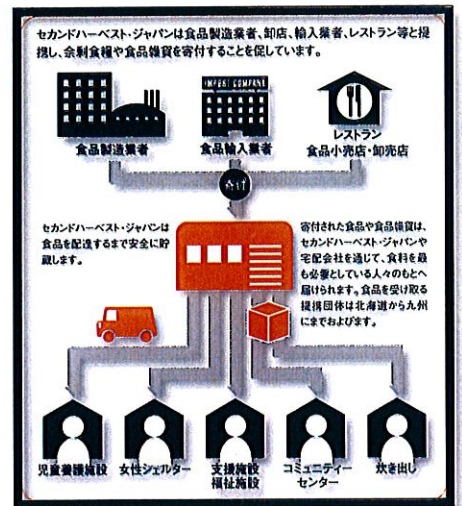 セカンドハーベスト・ジャパンは食品製造業者、卸店、輸入業者、レストラン等と提
携し、余剰食糧や食品雑貨を寄付することを促しています。
IMPORT COMPANY
食品製造業者
食品輸入業者
レストラン
食品小売店・卸売店
寄付
セカンドハーベスト・ジャパンは
食品を配達するまで安全に貯
蔵します。
寄付された食品や食品雑貨は、
セカンドハーベスト・ジャパンや
宅配会社を通じて、食料を最
も必要としている人々のもとへ
届けられます。食品を受け取る
提携団体は北海道から九州
にまでおよびます。
児童養護施設
女性シェルター
支援施設
福祉施設
コミュニティー
センター
炊き出し